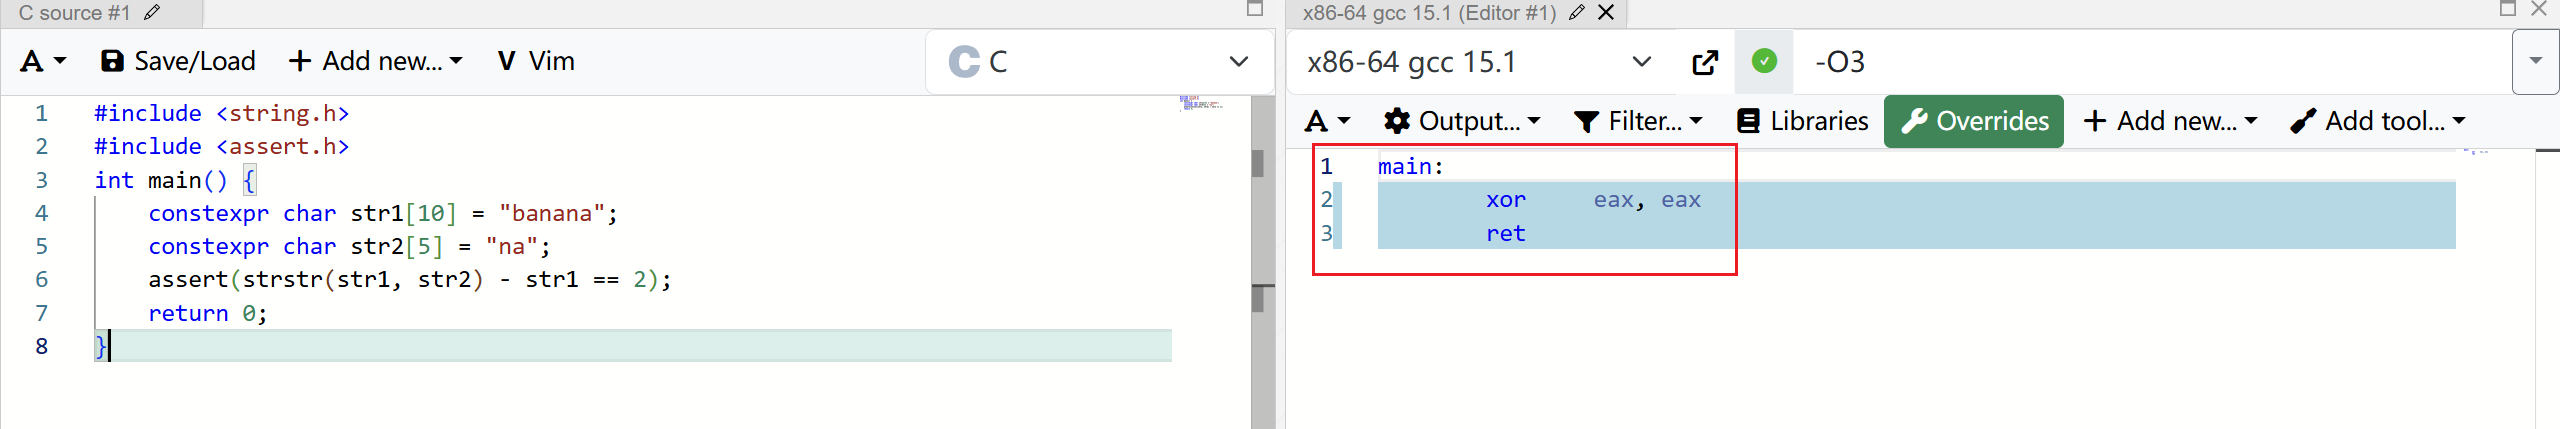 C source #1
x86-64 gcc 15.1 (Editor #1)
A Save/Load Add new... V Vim C C
x86-64 gcc 15.1 -O3
A Output... Filter... Libraries Overrides Add new... Add tool...
1 #include <string.h>
2 #include <assert.h>
3 int main() {
4 constexpr char str1[10] = "banana";
5 constexpr char str2[5] = "na";
6 assert(strstr(str1, str2) - str1 == 2);
7 return 0;
8 }
1 main:
2 xor eax, eax
3 ret